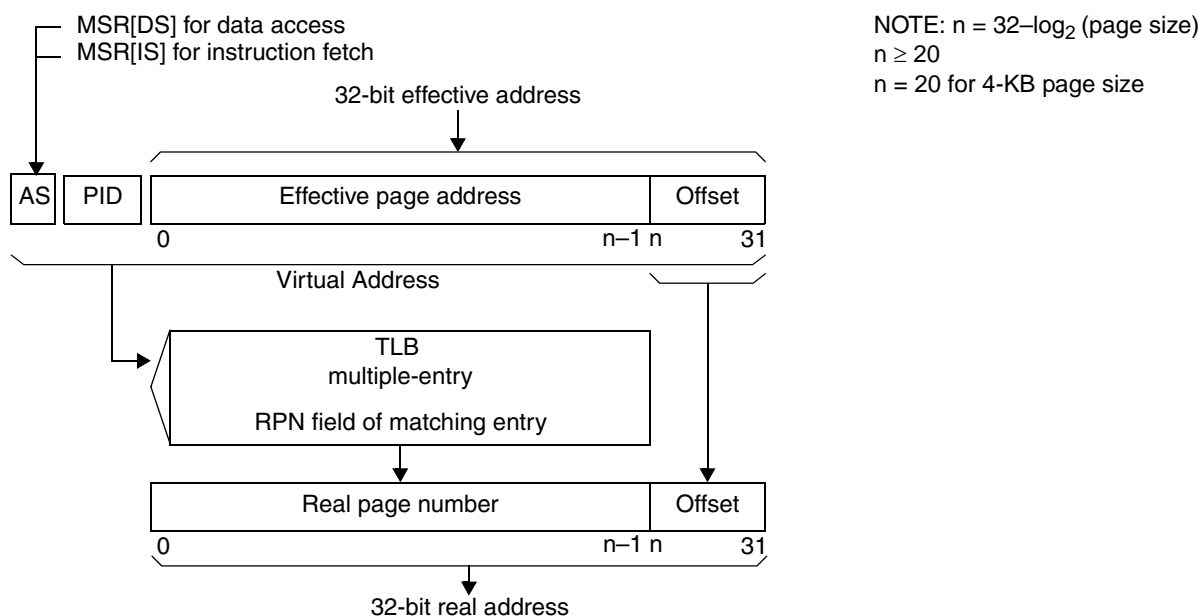 MSR[DS] for data access
MSR[IS] for instruction fetch
NOTE: n = 32–log2 (page size)
n ≥ 20
n = 20 for 4-KB page size
32-bit effective address
AS PID Effective page address Offset
0 n–1 n 31
Virtual Address
TLB
multiple-entry
RPN field of matching entry
Real page number Offset
0 n–1 n 31
32-bit real address